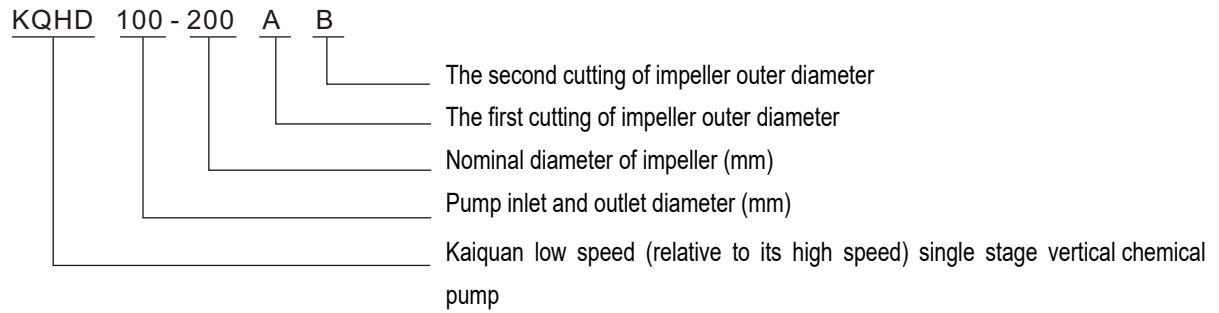 KQHD 100 - 200 A B
The second cutting of impeller outer diameter
The first cutting of impeller outer diameter
Nominal diameter of impeller (mm)
Pump inlet and outlet diameter (mm)
Kaiquan low speed (relative to its high speed) single stage vertical chemical
pump